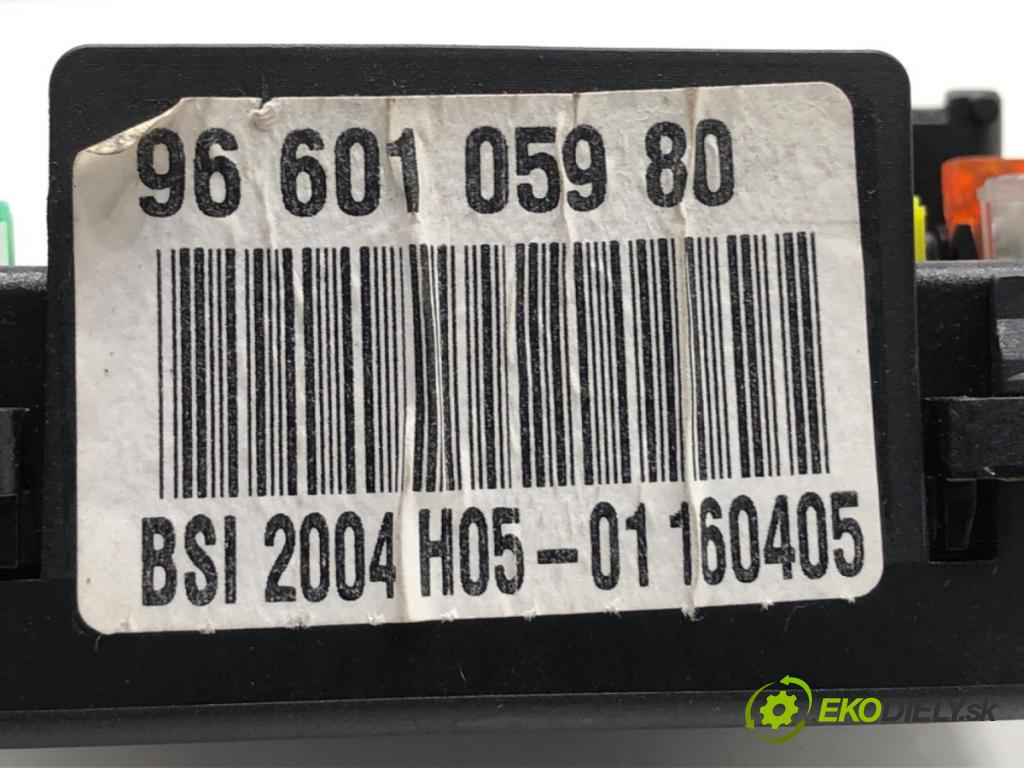 96 601 059 80
BSI 2004 H05-01 160405
EKODIELY.sk